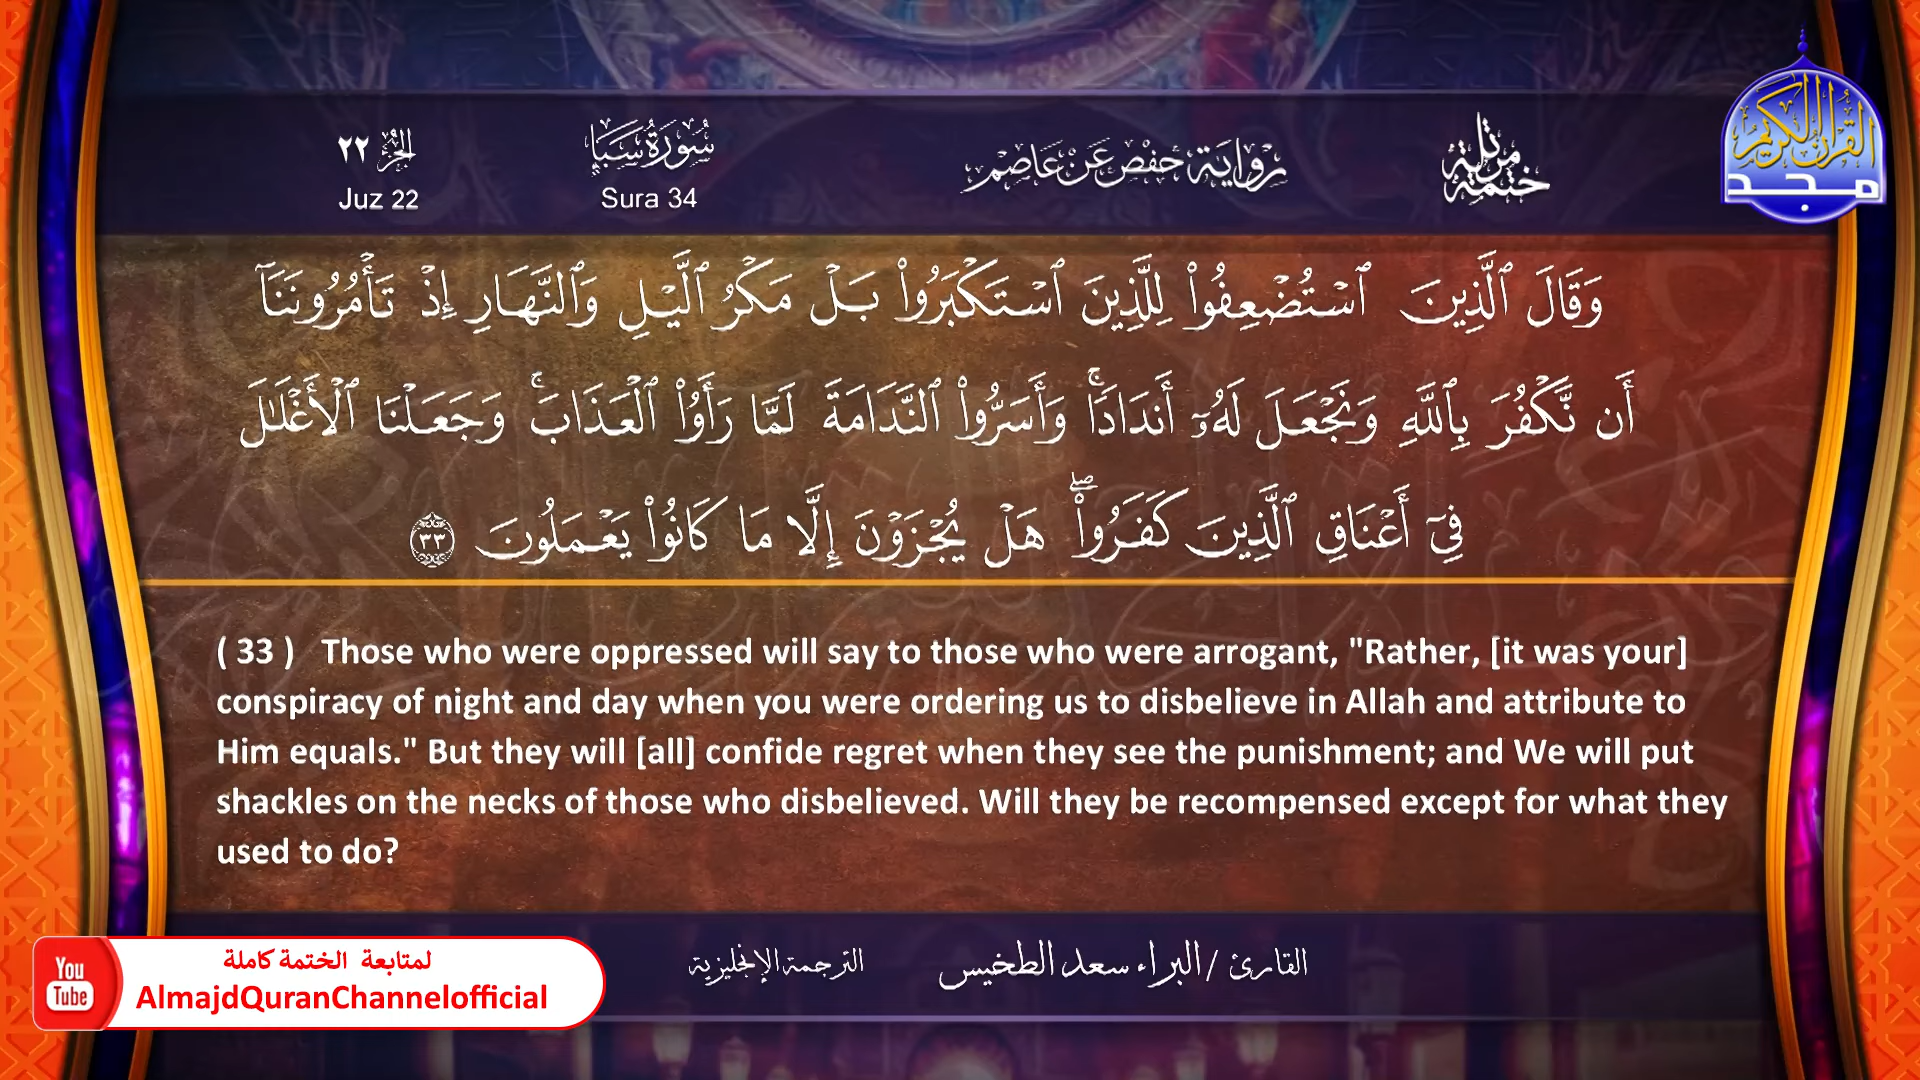 القرآن الكريم
مجد
ختمة مرتلة
رواية حفص عن عاصم
سورة سبإ
Sura 34
الجزء ٢٢
Juz 22
وَقَالَ ٱلَّذِينَ ٱسْتُضْعِفُوا۟ لِلَّذِينَ ٱسْتَكْبَرُوا۟ بَلْ مَكْرُ ٱلَّيْلِ وَٱلنَّهَارِ إِذْ تَأْمُرُونَنَآ
أَن نَّكْفُرَ بِٱللَّهِ وَنَجْعَلَ لَهُۥٓ أَندَادًا ۚ وَأَسَرُّوا۟ ٱلنَّدَامَةَ لَمَّا رَأَوُا۟ ٱلْعَذَابَ ۚ وَجَعَلْنَا ٱلْأَغْلَـٰلَ
فِىٓ أَعْنَاقِ ٱلَّذِينَ كَفَرُوا۟ ۖ هَلْ يُجْزَوْنَ إِلَّا مَا كَانُوا۟ يَعْمَلُونَ ٣٣
( 33 ) Those who were oppressed will say to those who were arrogant, "Rather, [it was your]
conspiracy of night and day when you were ordering us to disbelieve in Allah and attribute to
Him equals." But they will [all] confide regret when they see the punishment; and We will put
shackles on the necks of those who disbelieved. Will they be recompensed except for what they
used to do?
القارئ / البراء سعد الطخيس
الترجمة الإنجليزية
You
Tube
لمتابعة الختمة كاملة
AlmajdQuranChannelofficial